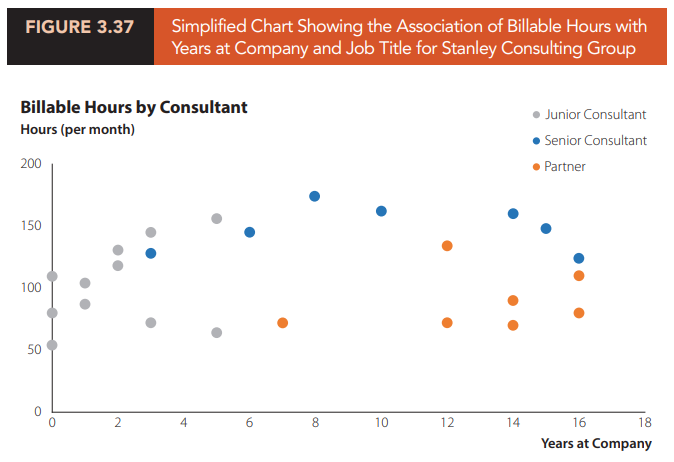 FIGURE 3.37
Simplified Chart Showing the Association of Billable Hours with
Years at Company and Job Title for Stanley Consulting Group
Billable Hours by Consultant
Hours (per month)
Junior Consultant
Senior Consultant
Partner
200
150
100
50
0
0 2 4 6 8 10 12 14 16 18
Years at Company